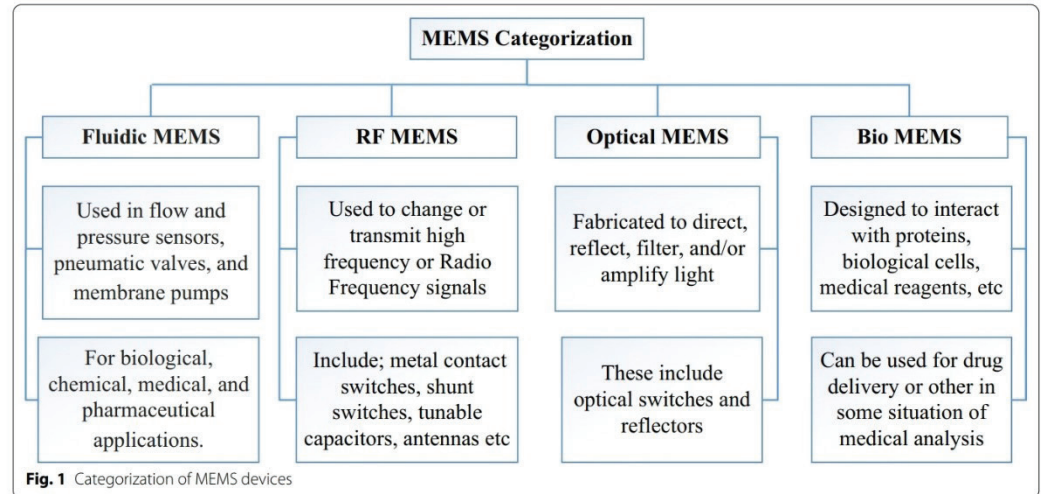 MEMS Categorization
Fluidic MEMS
RF MEMS
Optical MEMS
Bio MEMS
Used in flow and
pressure sensors,
pneumatic valves, and
membrane pumps
Used to change or
transmit high
frequency or Radio
Frequency signals
Fabricated to direct,
reflect, filter, and/or
amplify light
Designed to interact
with proteins,
biological cells,
medical reagents, etc
For biological,
chemical, medical, and
pharmaceutical
applications.
Include; metal contact
switches, shunt
switches, tunable
capacitors, antennas etc
These include
optical switches and
reflectors
Can be used for drug
delivery or other in
some situation of
medical analysis
Fig. 1 Categorization of MEMS devices